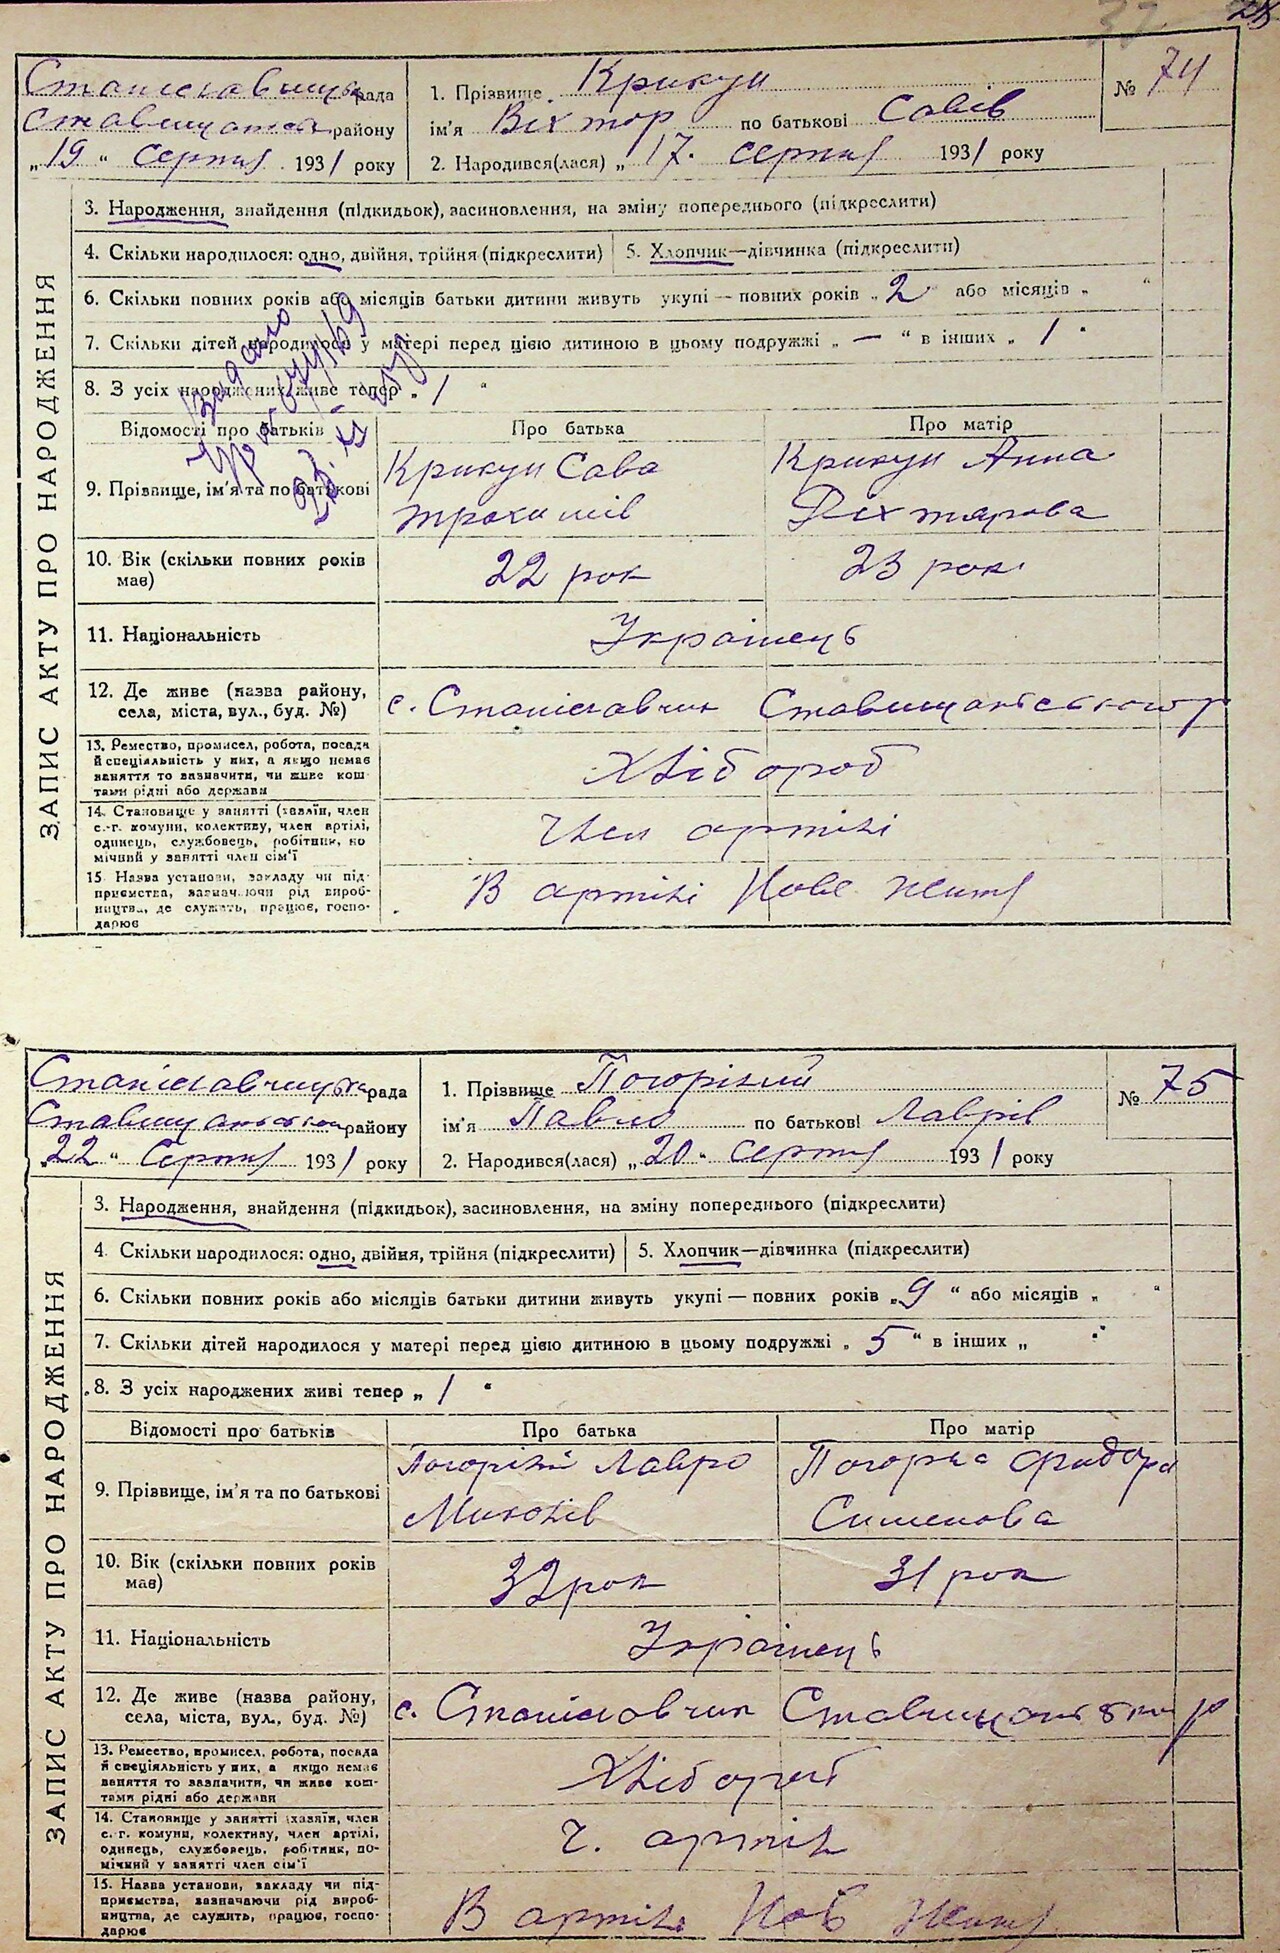 37 28
Станіславчицька рада
Ставищанськ району
„19“ серпня 1931 року
1. Прізвище Крикун
ім'я Віхтор по батькові Савів
2. Народився(лася) „17. серпня 1931 року
№ 74
ЗАПИС АКТУ ПРО НАРОДЖЕННЯ
3. Народження, знайдення (підкидьок), засиновлення, на зміну попереднього (підкреслити)
4. Скільки народилося: одно, двійня, трійня (підкреслити) 5. Хлопчик—дівчинка (підкреслити)
6. Скільки повних років або місяців батьки дитини живуть укупі — повних років „2 або місяців „ “
7. Скільки дітей народилося у матері перед цією дитиною в цьому подружжі „ — “ в інших „ 1 “
8. З усіх народжених живе тепер „ 1 “
Видано
Відомості про батьків Про батька Про матір
9. Прізвище, ім'я та по батькові Крикун Сава Крикун Анна
Трохимів Діхтярова
10. Вік (скільки повних років має) 22 рок 23 рок
11. Національність Українець
12. Де живе (назва району, села, міста, вул., буд. №) с. Станіславчик Ставищанського р
13. Ремество, промисел, робота, посада й спеціяльність у них, а якщо немає заняття то зазначити, чи живе коштами рідні або держави Хлібороб
14. Становище у занятті (хазяїн, член с.-г. комуни, колективу, член артілі, одинець, службовець, робітник, помічний у занятті член сім'ї Член артілі
15 Назва установи, закладу чи підприємства, зазначаючи рід виробництва, де служить, працює, господарює В артілі Нове життя
Станіславчицька рада
Ставищанського району
„22“ Серпня 1931 року
1. Прізвище Погорілий
ім'я Павло по батькові Лаврів
2. Народився(лася) „20“ серпня 1931 року
№ 75
ЗАПИС АКТУ ПРО НАРОДЖЕННЯ
3. Народження, знайдення (підкидьок), засиновлення, на зміну попереднього (підкреслити)
4. Скільки народилося: одно, двійня, трійня (підкреслити) 5. Хлопчик—дівчинка (підкреслити)
6. Скільки повних років або місяців батьки дитини живуть укупі — повних років „9“ або місяців „ “
7. Скільки дітей народилося у матері перед цією дитиною в цьому подружжі „ 5 “ в інших „ “
8. З усіх народжених живі тепер „ 1 “
Відомості про батьків Про батька Про матір
9. Прізвище, ім'я та по батькові Погорілий Лавро
Миколів Сименова
10. Вік (скільки повних років має) 32 рок 31 рок
11. Національність Українець
12. Де живе (назва району, села, міста, вул., буд. №) с. Станіславчик Ставищанського р
13. Ремество, промисел, робота, посада й спеціяльність у них, а якщо немає заняття то зазначити, чи живе коштами рідні або держави Хлібороб
14. Становище у занятті (хазяїн, член с. г. комуни, колективу, член артілі, одинець, службовець, робітник, помічний у занятті член сім'ї Ч. артіл
15. Назва установи, закладу чи підприємства, зазначаючи рід виробництва, де служить, працює, господарює В артілі Нов Життя